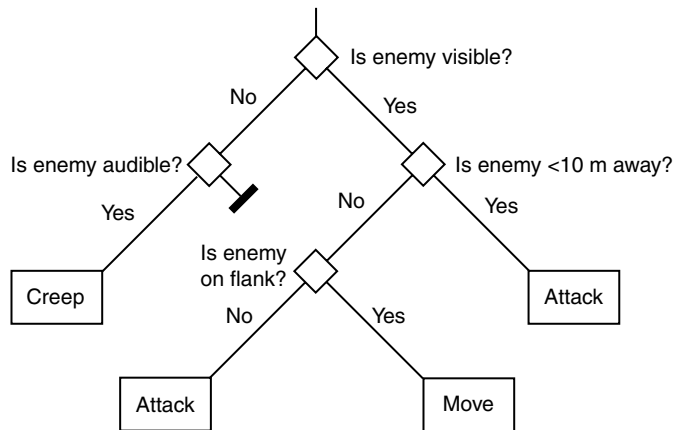 Is enemy visible?
No
Yes
Is enemy audible?
Is enemy <10 m away?
Yes
No
Yes
Is enemy
on flank?
Creep
Attack
No
Yes
Attack
Move